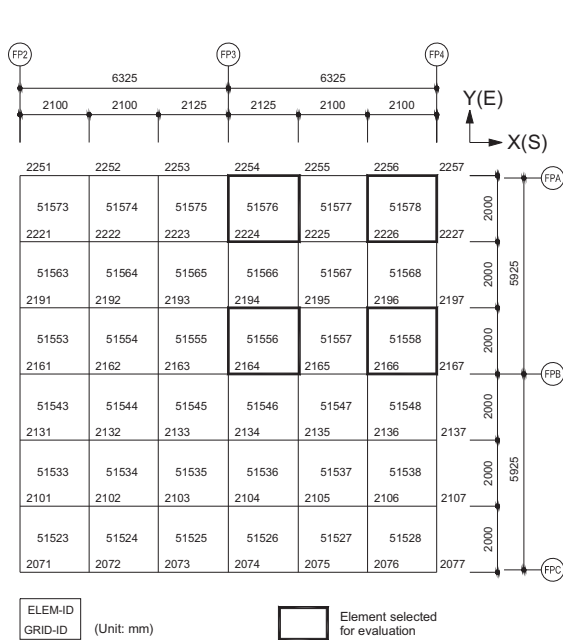 FP2 FP3 FP4
6325 6325
2100 2100 2125 2125 2100 2100
Y(E)
X(S)
2251 2252 2253 2254 2255 2256 2257
FPA
51573 51574 51575 51576 51577 51578
2000
2221 2222 2223 2224 2225 2226 2227
51563 51564 51565 51566 51567 51568
2000
5925
2191 2192 2193 2194 2195 2196 2197
51553 51554 51555 51556 51557 51558
2000
2161 2162 2163 2164 2165 2166 2167
FPB
51543 51544 51545 51546 51547 51548
2000
2131 2132 2133 2134 2135 2136 2137
51533 51534 51535 51536 51537 51538
2000
5925
2101 2102 2103 2104 2105 2106 2107
51523 51524 51525 51526 51527 51528
2000
2071 2072 2073 2074 2075 2076 2077
FPC
ELEM-ID
GRID-ID
(Unit: mm)
Element selected
for evaluation